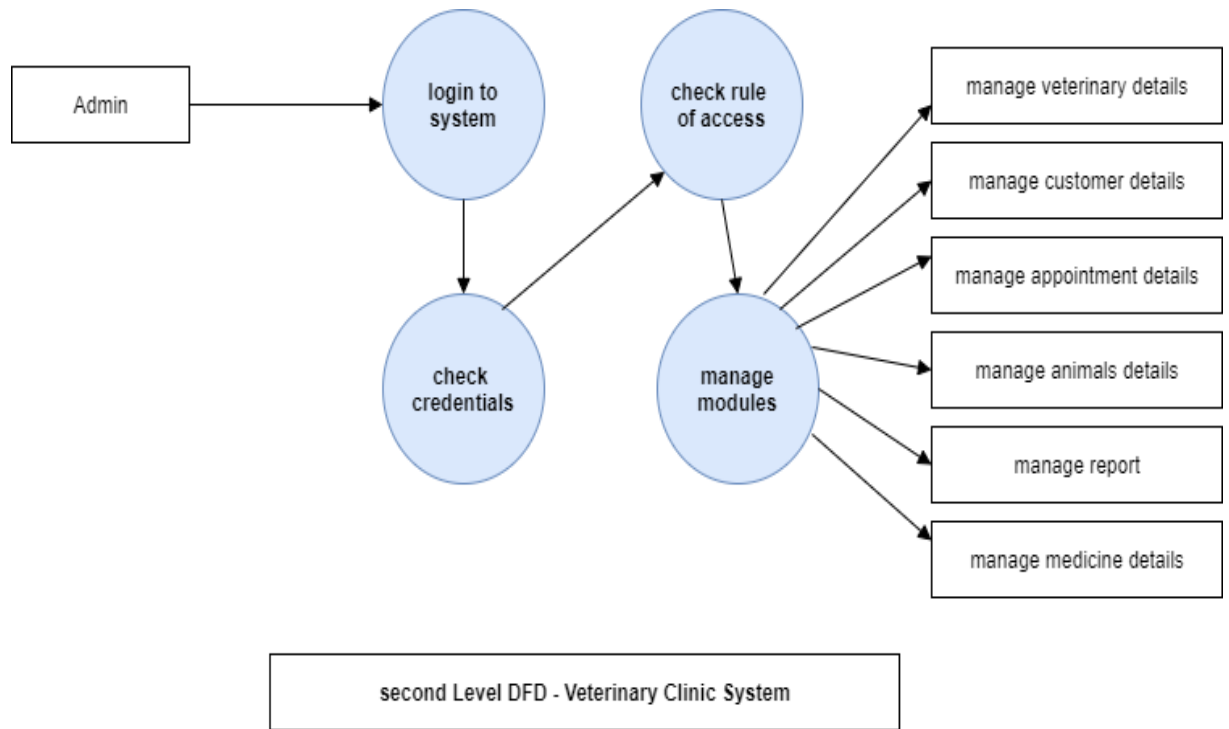 Admin
login to
system
check
credentials
check rule
of access
manage
modules
manage veterinary details
manage customer details
manage appointment details
manage animals details
manage report
manage medicine details
second Level DFD - Veterinary Clinic System